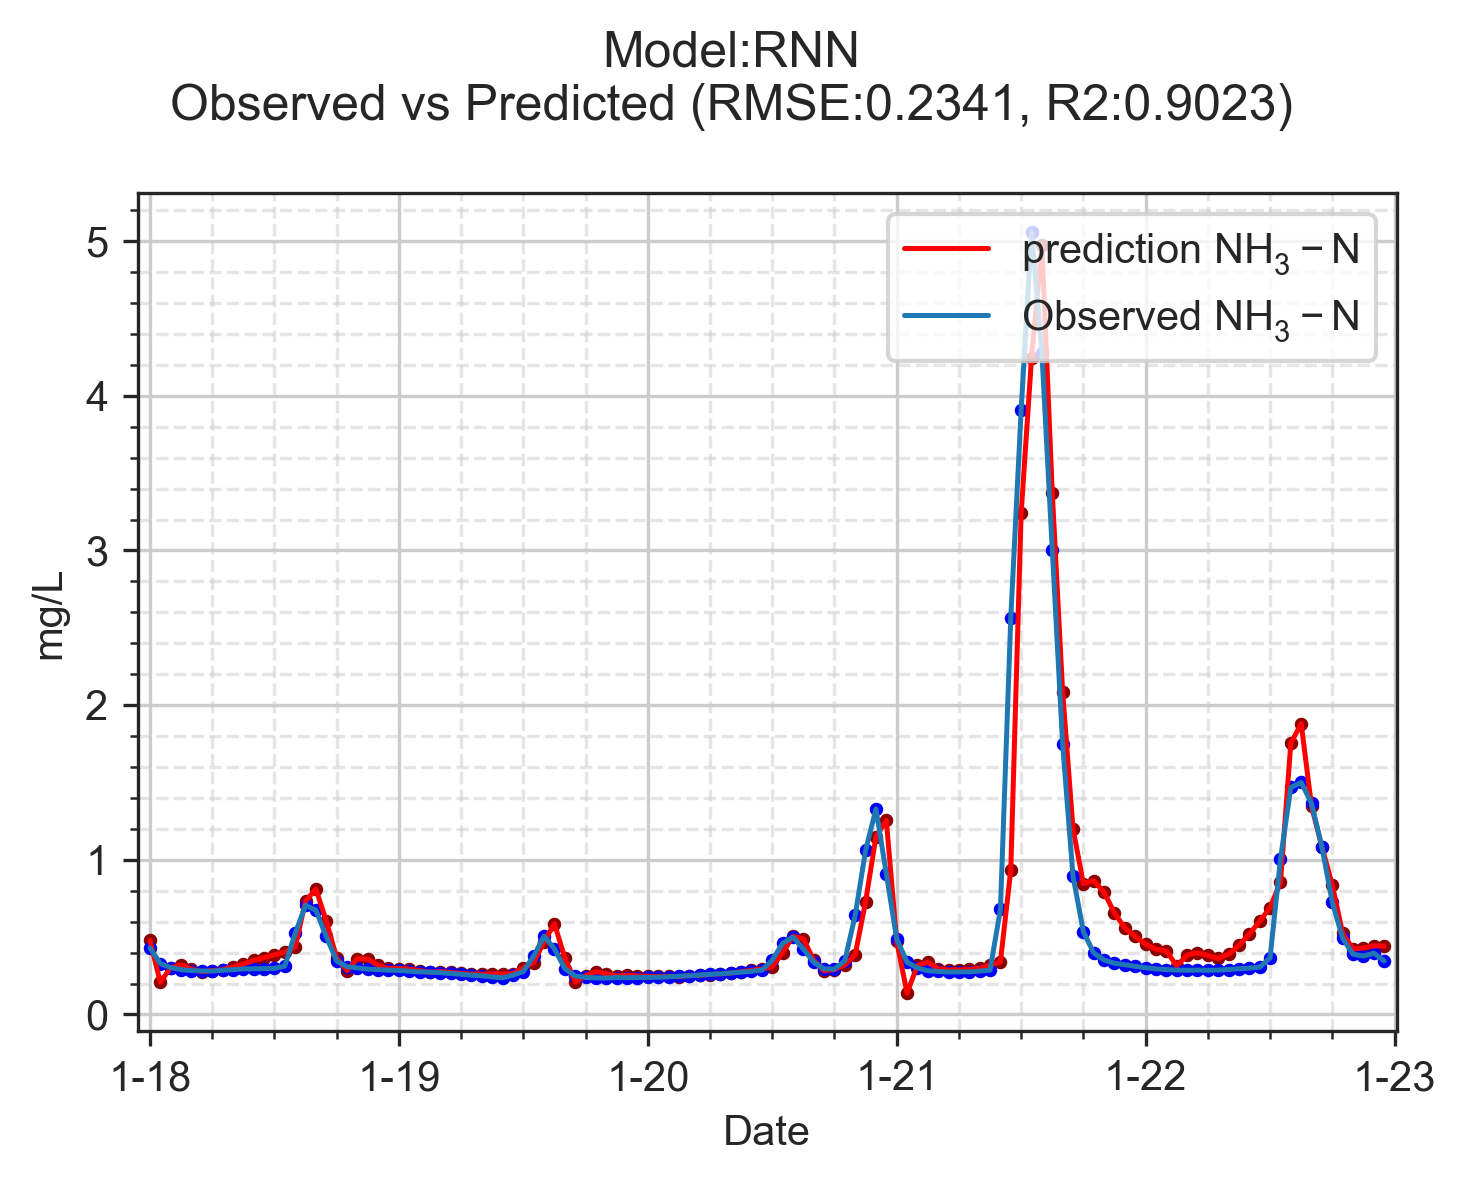 Model:RNN
Observed vs Predicted (RMSE:0.2341, R2:0.9023)
prediction NH₃ − N
Observed NH₃ − N
mg/L
5
4
3
2
1
0
1-18 1-19 1-20 1-21 1-22 1-23
Date